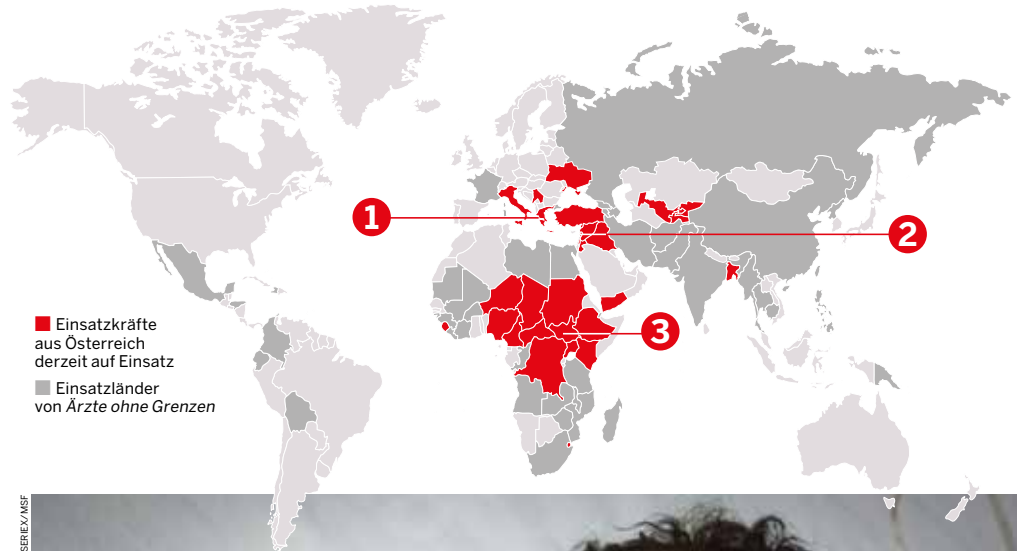 1
2
3
Einsatzkräfte
aus Österreich
derzeit auf Einsatz
Einsatzländer
von Ärzte ohne Grenzen
SERIEX/MSF